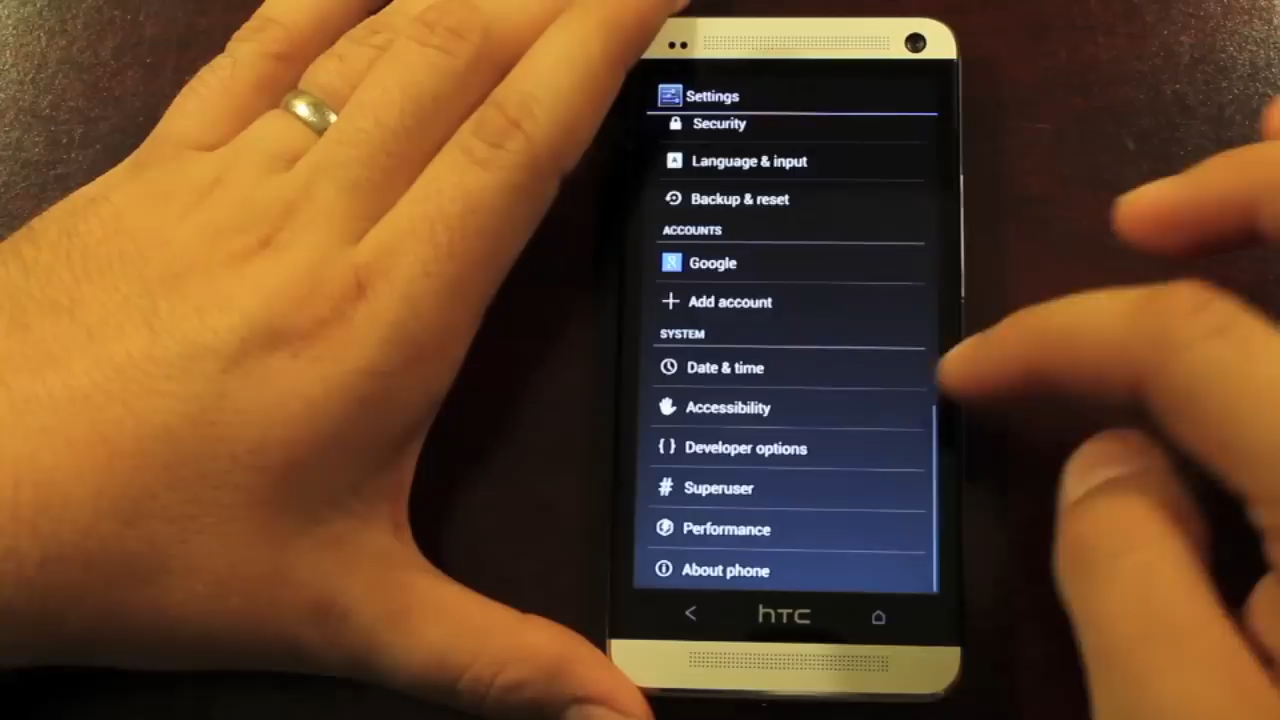 Settings
Security
Language & input
Backup & reset
ACCOUNTS
Google
Add account
SYSTEM
Date & time
Accessibility
{ } Developer options
# Superuser
Performance
About phone
hTC